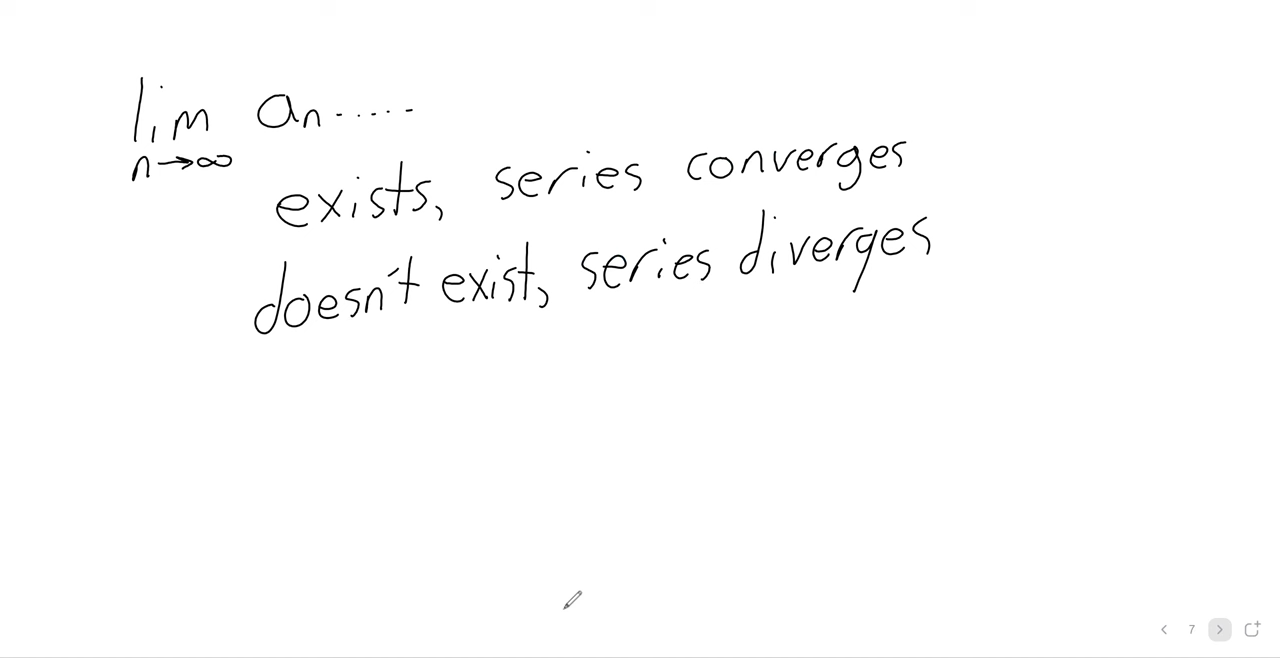 lim an.....
n→∞
exists, series converges
doesn't exist, series diverges
7